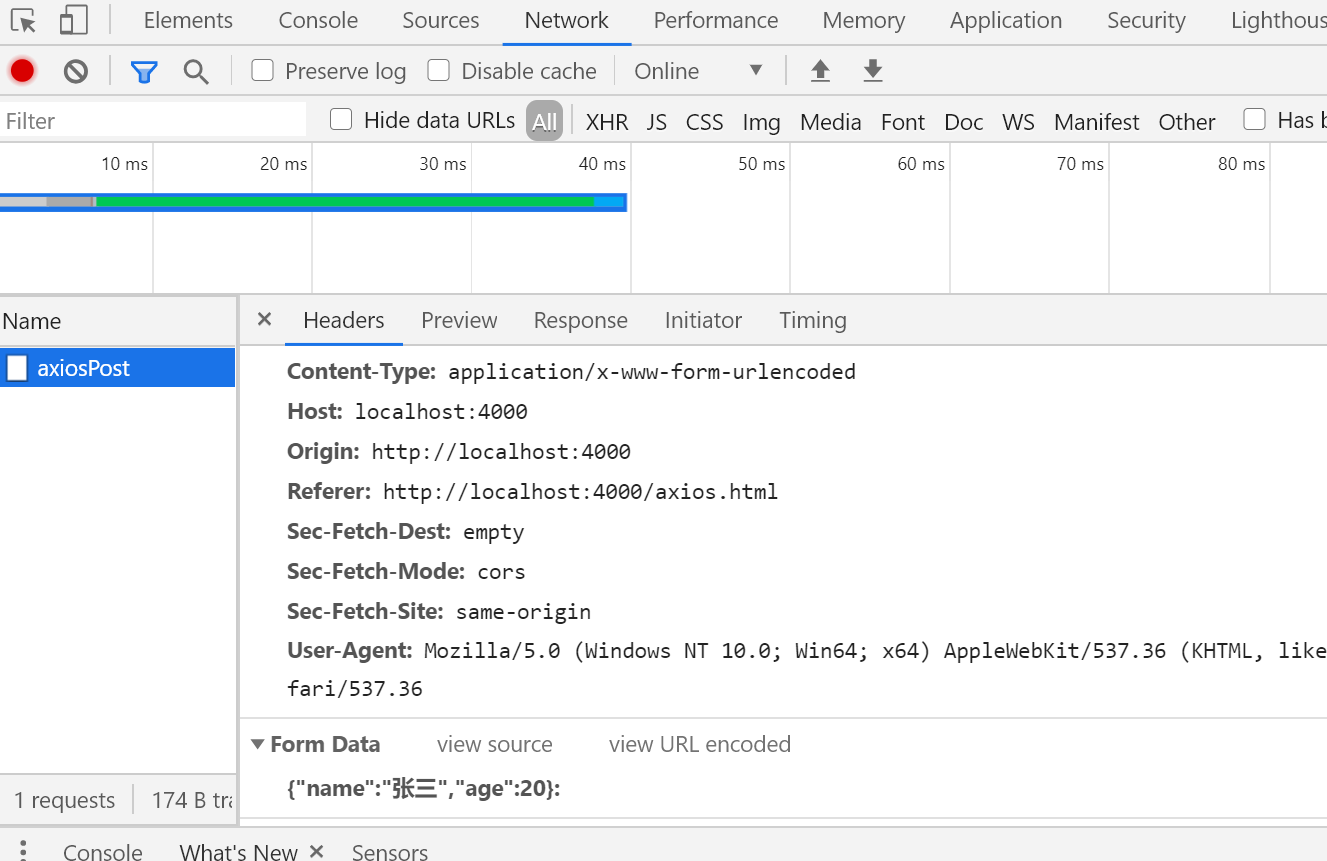 Elements Console Sources Network Performance Memory Application Security Lighthous
Preserve log Disable cache Online
Filter Hide data URLs All XHR JS CSS Img Media Font Doc WS Manifest Other Has b
10 ms 20 ms 30 ms 40 ms 50 ms 60 ms 70 ms 80 ms
Name
Headers Preview Response Initiator Timing
axiosPost
Content-Type: application/x-www-form-urlencoded
Host: localhost:4000
Origin: http://localhost:4000
Referer: http://localhost:4000/axios.html
Sec-Fetch-Dest: empty
Sec-Fetch-Mode: cors
Sec-Fetch-Site: same-origin
User-Agent: Mozilla/5.0 (Windows NT 10.0; Win64; x64) AppleWebKit/537.36 (KHTML, like
fari/537.36
Form Data view source view URL encoded
{"name":"张三","age":20}:
1 requests 174 B tra
Console What's New Sensors